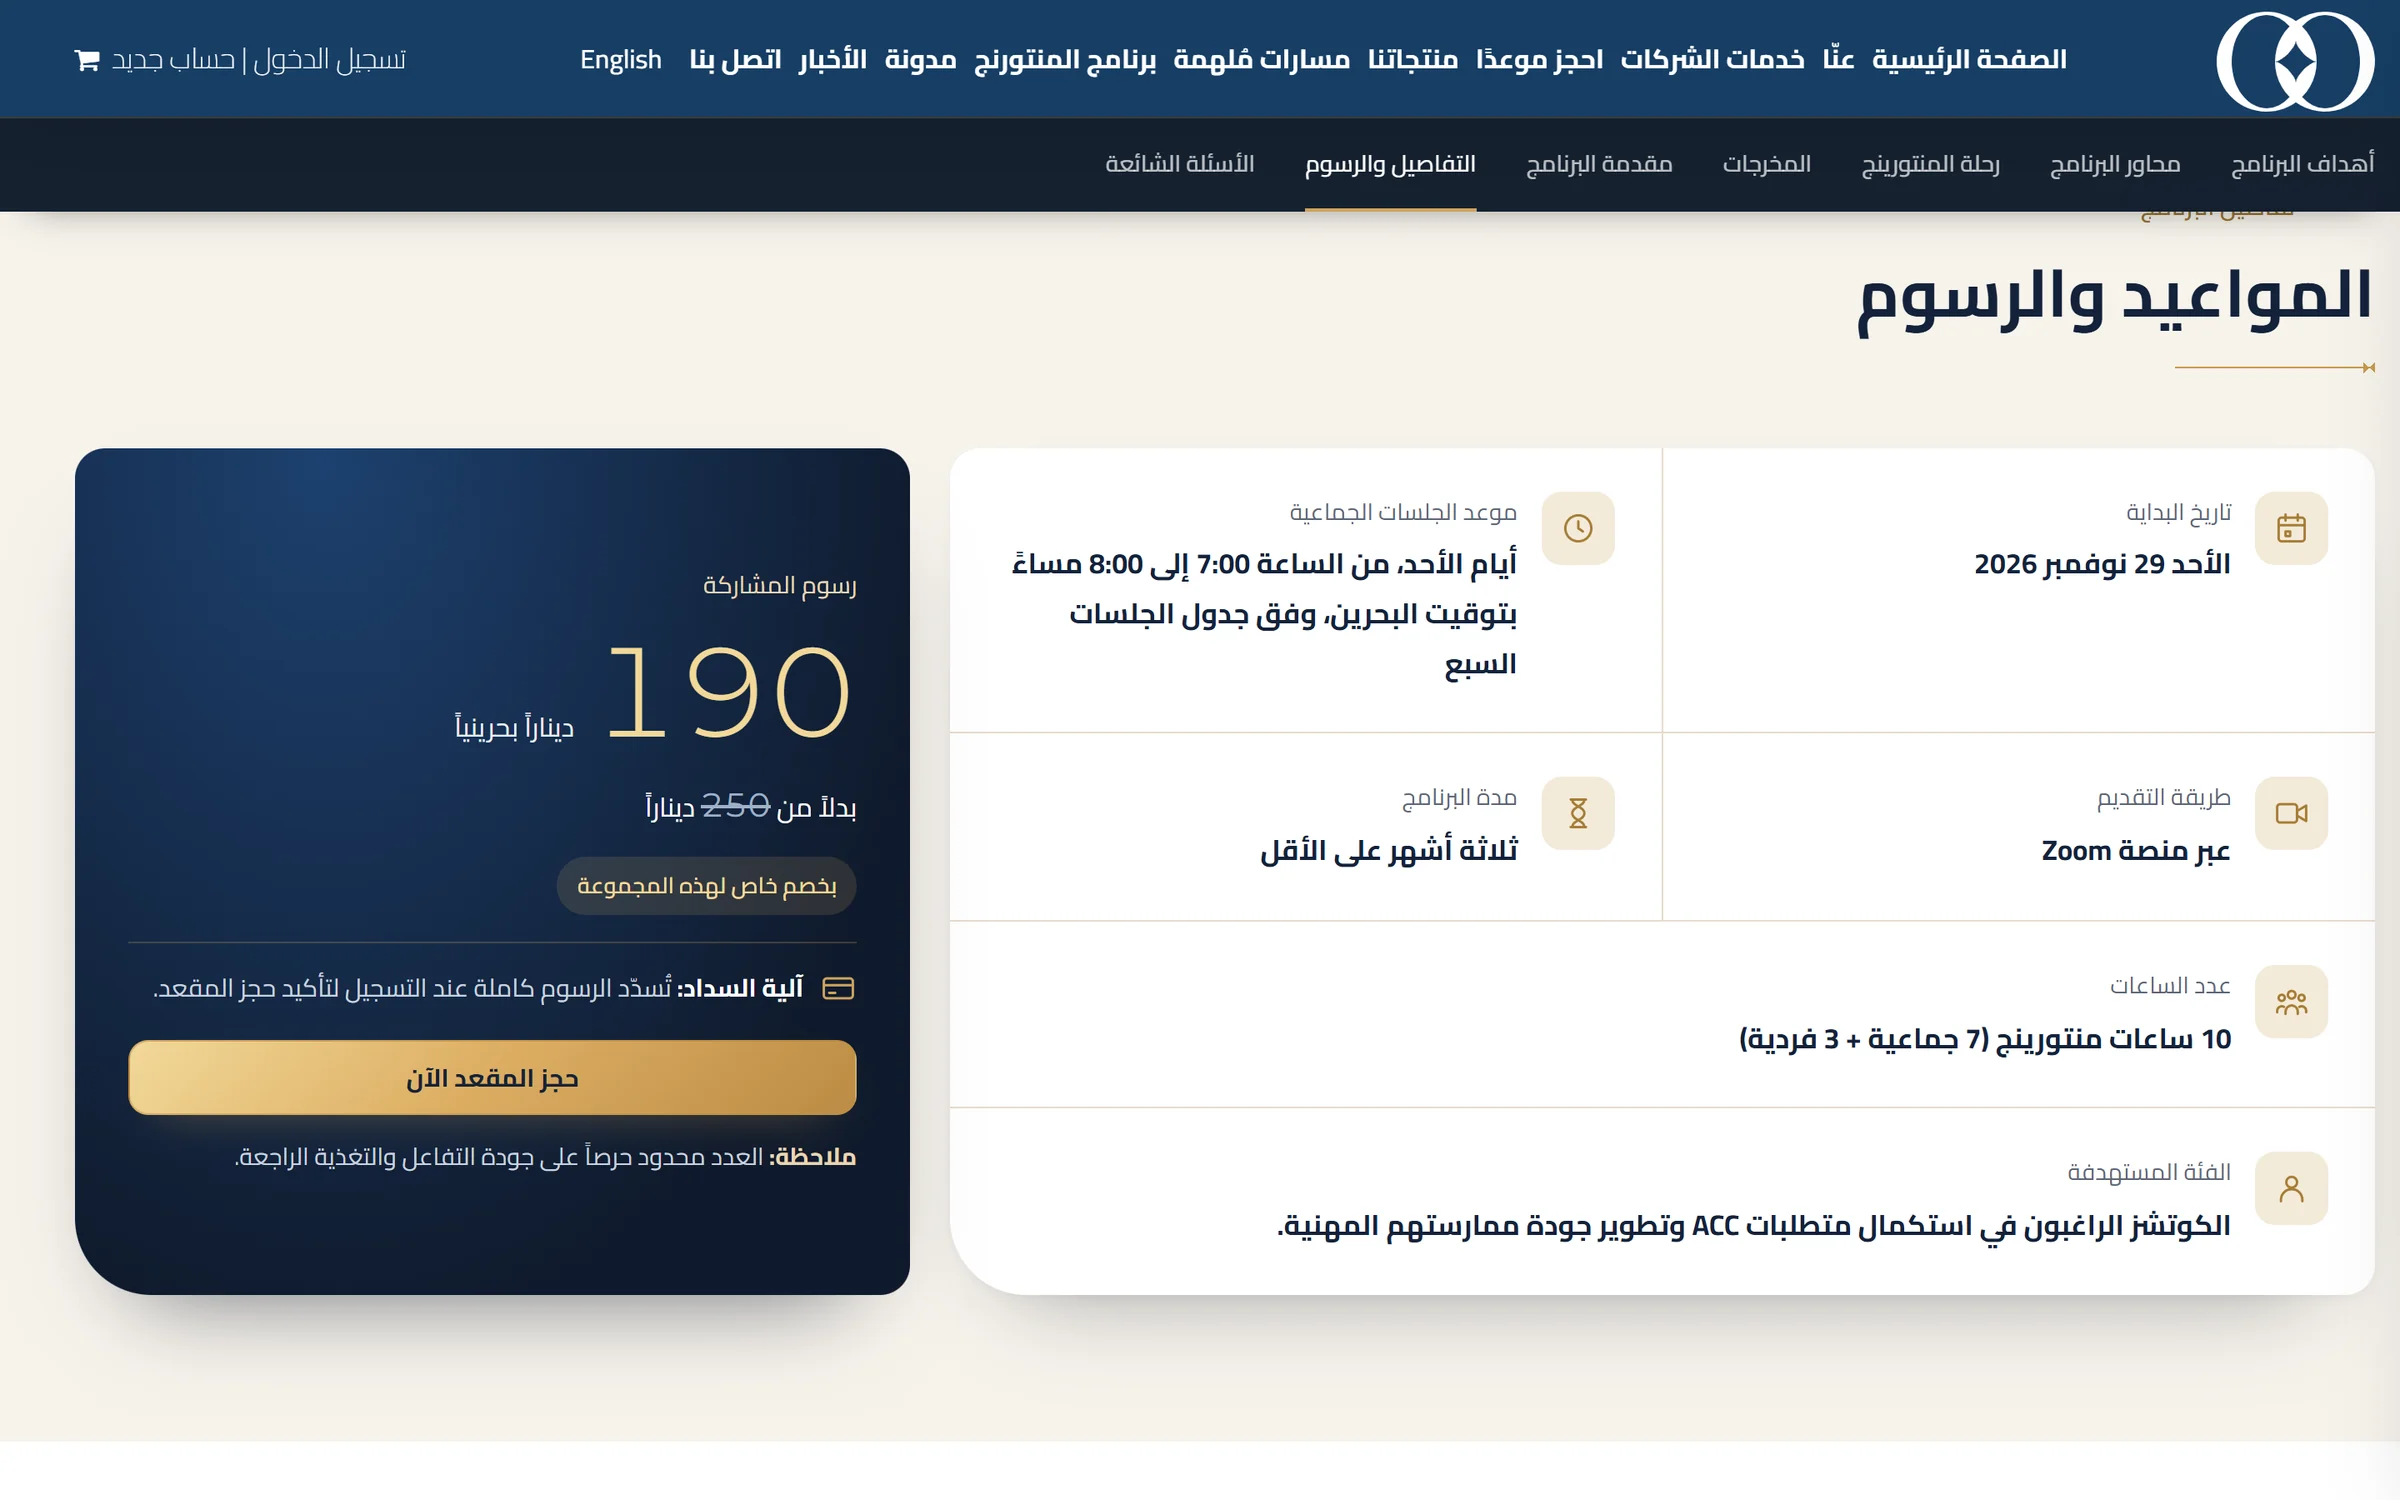 الصفحة الرئيسية عنّا خدمات الشركات احجز موعدًا منتجاتنا مسارات مُلهمة برنامج المنتورنج مدونة الأخبار اتصل بنا English
تسجيل الدخول | حساب جديد
أهداف البرنامج محاور البرنامج رحلة المنتورينج المخرجات مقدمة البرنامج التفاصيل والرسوم الأسئلة الشائعة
تفاصيل البرنامج
المواعيد والرسوم
تاريخ البداية
الأحد 29 نوفمبر 2026
موعد الجلسات الجماعية
أيام الأحد، من الساعة 7:00 إلى 8:00 مساءً
بتوقيت البحرين، وفق جدول الجلسات
السبع
طريقة التقديم
عبر منصة Zoom
مدة البرنامج
ثلاثة أشهر على الأقل
عدد الساعات
10 ساعات منتورينج (7 جماعية + 3 فردية)
الفئة المستهدفة
الكوتشز الراغبون في استكمال متطلبات ACC وتطوير جودة ممارستهم المهنية.
رسوم المشاركة
190 ديناراً بحرينياً
بدلاً من 250 ديناراً
بخصم خاص لهذه المجموعة
آلية السداد: تُسدّد الرسوم كاملة عند التسجيل لتأكيد حجز المقعد.
حجز المقعد الآن
ملاحظة: العدد محدود حرصاً على جودة التفاعل والتغذية الراجعة.